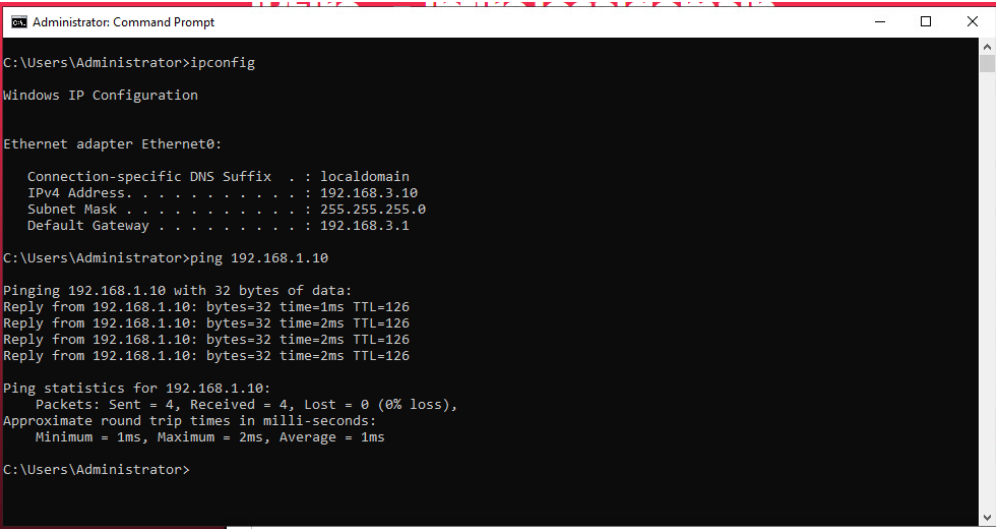 Administrator: Command Prompt
C:\Users\Administrator>ipconfig
Windows IP Configuration
Ethernet adapter Ethernet0:
Connection-specific DNS Suffix . : localdomain
IPv4 Address. . . . . . . . . . . : 192.168.3.10
Subnet Mask . . . . . . . . . . . : 255.255.255.0
Default Gateway . . . . . . . . . : 192.168.3.1
C:\Users\Administrator>ping 192.168.1.10
Pinging 192.168.1.10 with 32 bytes of data:
Reply from 192.168.1.10: bytes=32 time=1ms TTL=126
Reply from 192.168.1.10: bytes=32 time=2ms TTL=126
Reply from 192.168.1.10: bytes=32 time=2ms TTL=126
Reply from 192.168.1.10: bytes=32 time=2ms TTL=126
Ping statistics for 192.168.1.10:
Packets: Sent = 4, Received = 4, Lost = 0 (0% loss),
Approximate round trip times in milli-seconds:
Minimum = 1ms, Maximum = 2ms, Average = 1ms
C:\Users\Administrator>